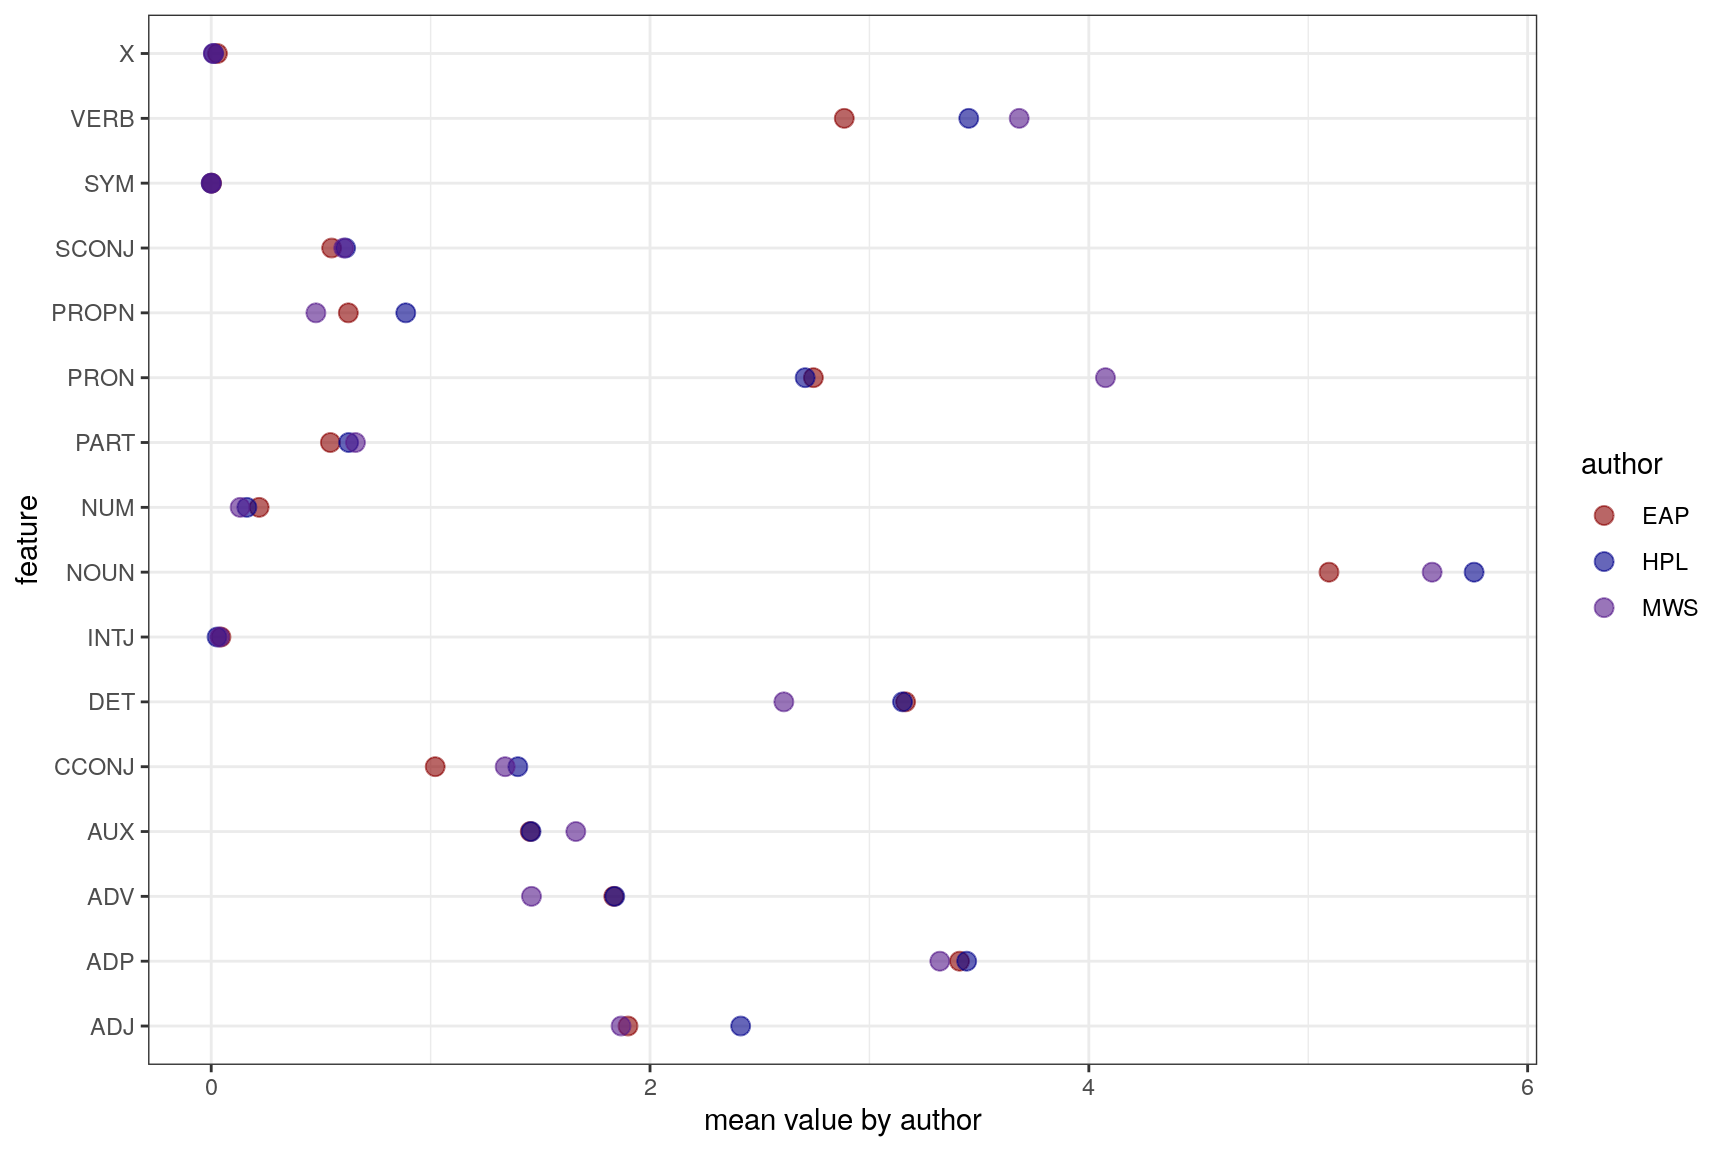 X
VERB
SYM
SCONJ
PROPN
PRON
PART
NUM
NOUN
INTJ
DET
CCONJ
AUX
ADV
ADP
ADJ
feature
0 2 4 6
mean value by author
author
EAP
HPL
MWS